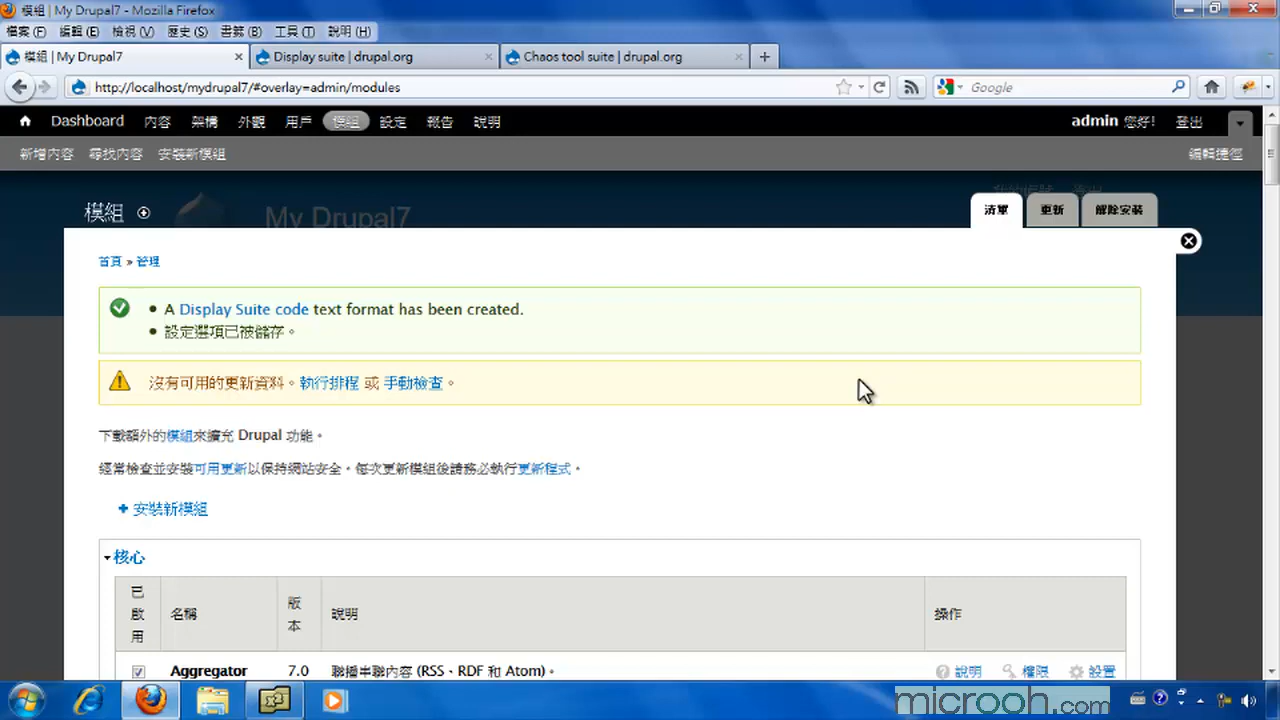 模組 | My Drupal7 - Mozilla Firefox
檔案 (F) 編輯 (E) 檢視 (V) 歷史 (S) 書籤 (B) 工具 (T) 說明 (H)
模組 | My Drupal7 Display suite | drupal.org Chaos tool suite | drupal.org
http://localhost/mydrupal7/#overlay=admin/modules Google
Dashboard 內容 架構 外觀 用戶 模組 設定 報告 說明 admin 您好! 登出
新增內容 尋找內容 安裝新模組 編輯捷徑
我的帳號 登出
模組 My Drupal7 清單 更新 解除安裝
首頁 » 管理
A Display Suite code text format has been created.
設定選項已被儲存。
沒有可用的更新資料。執行排程 或 手動檢查。
下載額外的模組來擴充 Drupal 功能。
經常檢查並安裝可用更新以保持網站安全。每次更新模組後請務必執行更新程式。
安裝新模組
核心
已啟用 名稱 版本 說明 操作
Aggregator 7.0 聯播串聯內容 (RSS、RDF 和 Atom)。 說明 權限 設置
microoh.com